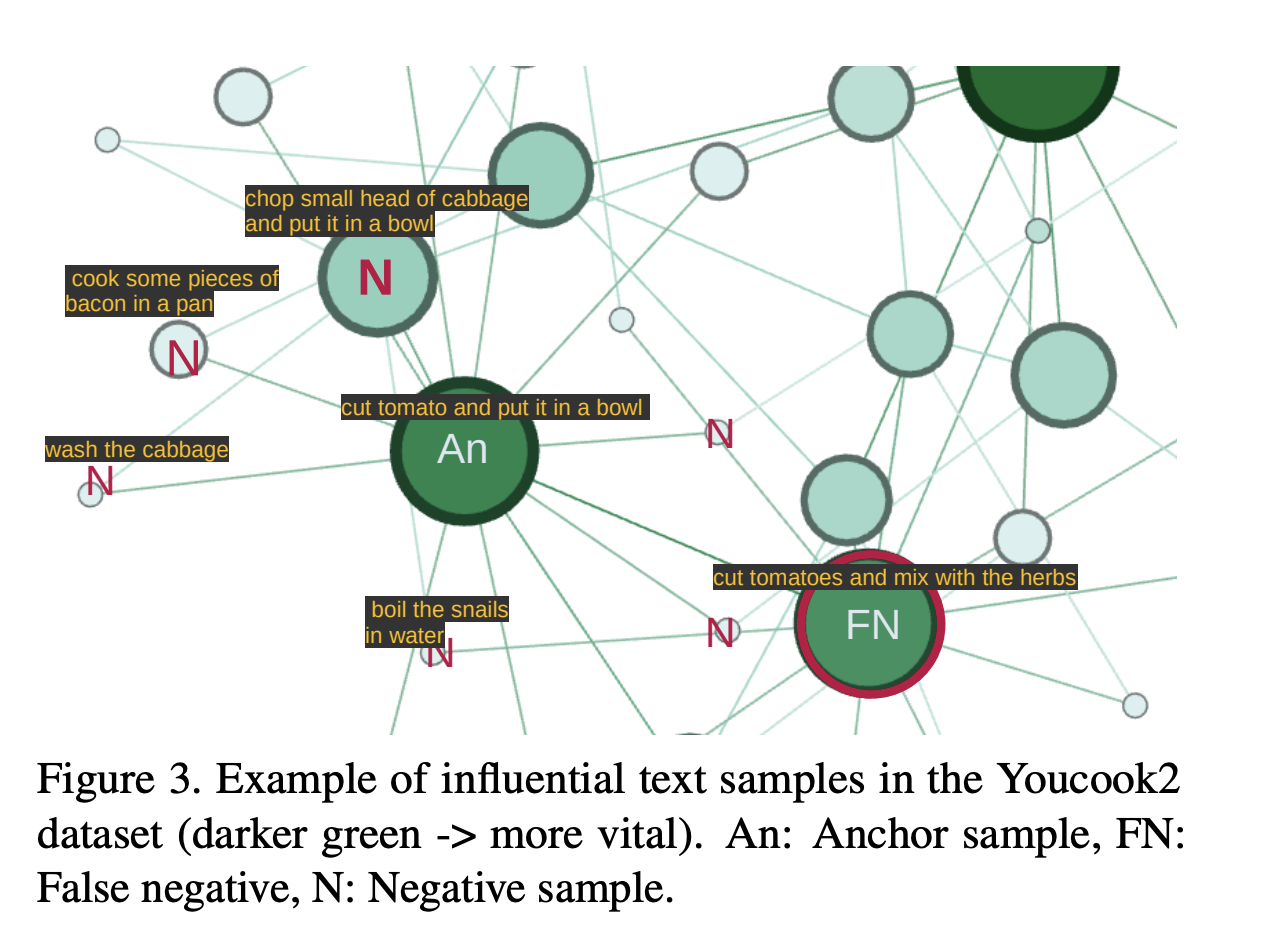 chop small head of cabbage
and put it in a bowl
N
cook some pieces of
bacon in a pan
N
cut tomato and put it in a bowl
An
N
wash the cabbage
N
cut tomatoes and mix with the herbs
FN
boil the snails
in water
N
N
Figure 3. Example of influential text samples in the Youcook2
dataset (darker green -> more vital). An: Anchor sample, FN:
False negative, N: Negative sample.